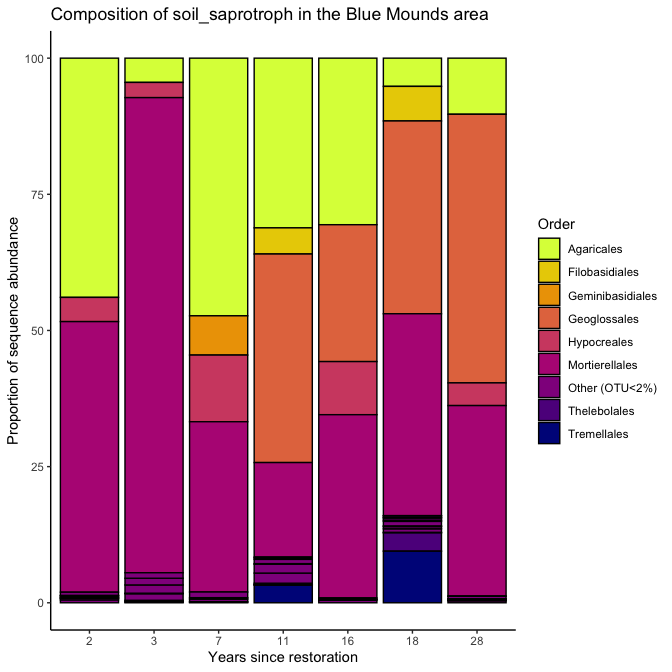 Composition of soil_saprotroph in the Blue Mounds area
Proportion of sequence abundance
100
75
50
25
0
2 3 7 11 16 18 28
Years since restoration
Order
Agaricales
Filobasidiales
Geminibasidiales
Geoglossales
Hypocreales
Mortierellales
Other (OTU<2%)
Thelebolales
Tremellales